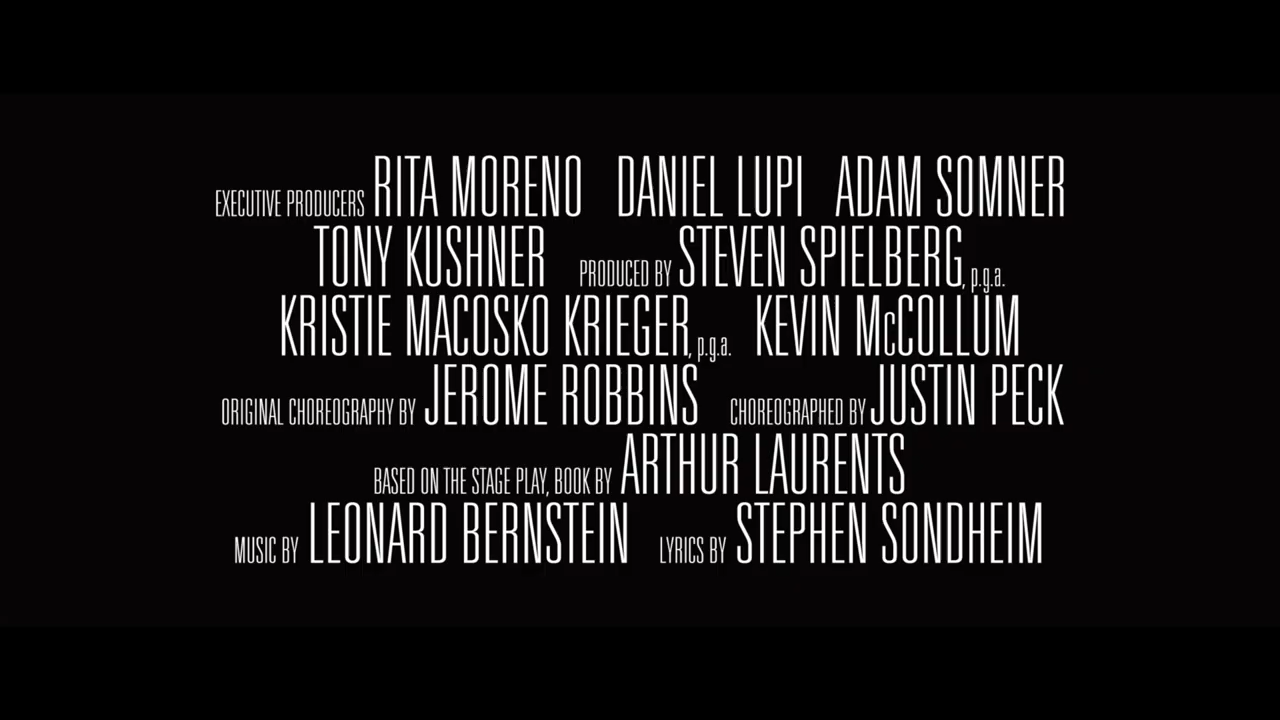 EXECUTIVE PRODUCERS RITA MORENO DANIEL LUPI ADAM SOMNER
TONY KUSHNER PRODUCED BY STEVEN SPIELBERG, p.g.a.
KRISTIE MACOSKO KRIEGER, p.g.a. KEVIN McCOLLUM
ORIGINAL CHOREOGRAPHY BY JEROME ROBBINS CHOREOGRAPHED BY JUSTIN PECK
BASED ON THE STAGE PLAY, BOOK BY ARTHUR LAURENTS
MUSIC BY LEONARD BERNSTEIN LYRICS BY STEPHEN SONDHEIM